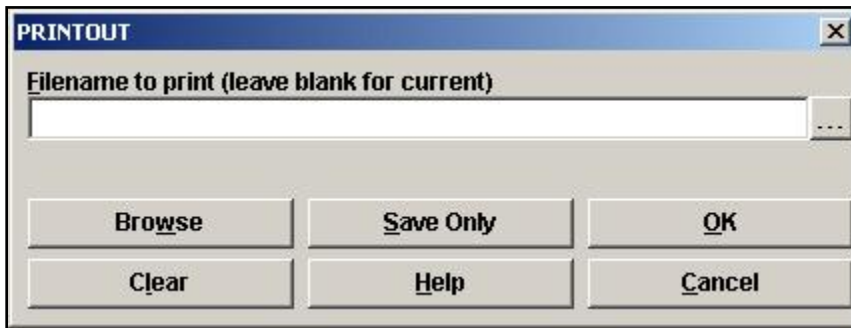 PRINTOUT
Filename to print (leave blank for current)
...
Browse Save Only OK
Clear Help Cancel